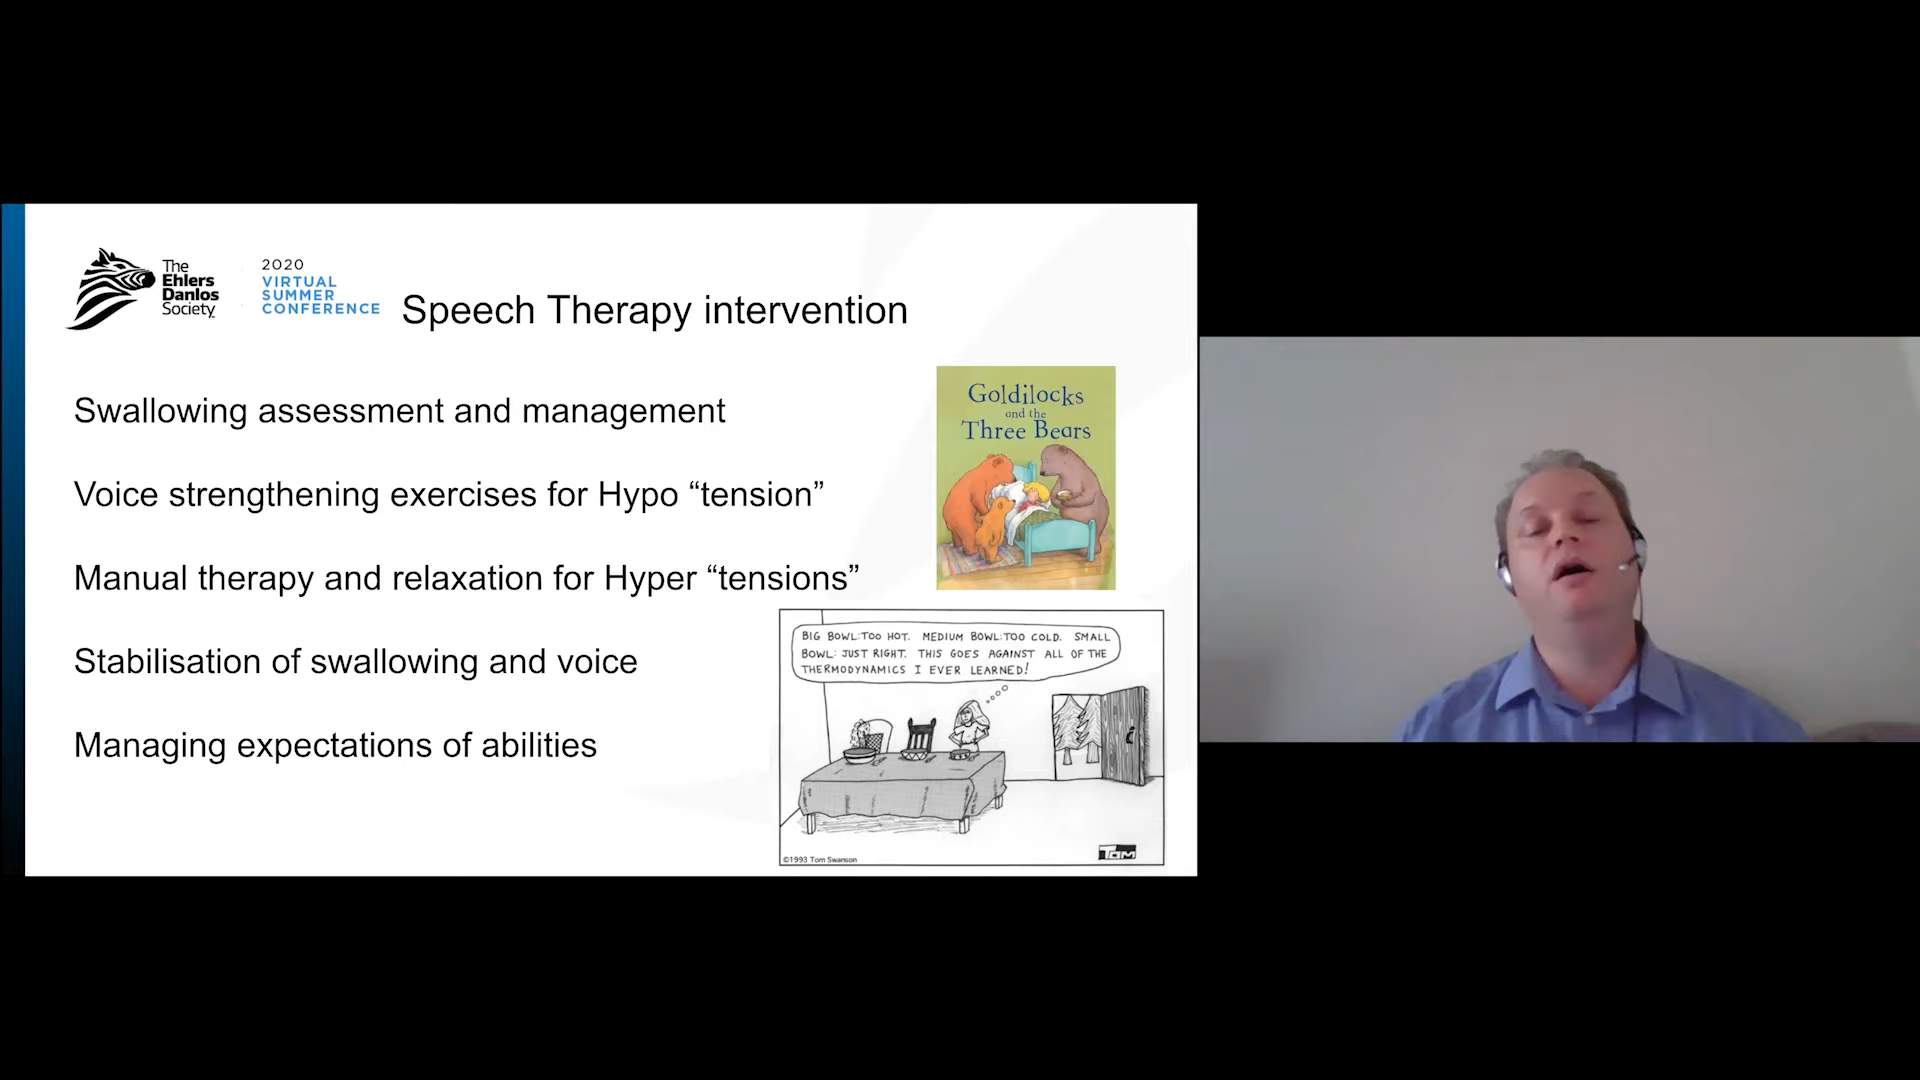 The
Ehlers
Danlos
Society
2020
VIRTUAL
SUMMER
CONFERENCE
Speech Therapy intervention
Swallowing assessment and management
Voice strengthening exercises for Hypo “tension”
Manual therapy and relaxation for Hyper “tensions”
Stabilisation of swallowing and voice
Managing expectations of abilities
Goldilocks
and the
Three Bears
BIG BOWL: TOO HOT. MEDIUM BOWL: TOO COLD. SMALL
BOWL: JUST RIGHT. THIS GOES AGAINST ALL OF THE
THERMODYNAMICS I EVER LEARNED!
©1993 Tom Swanson
TOM